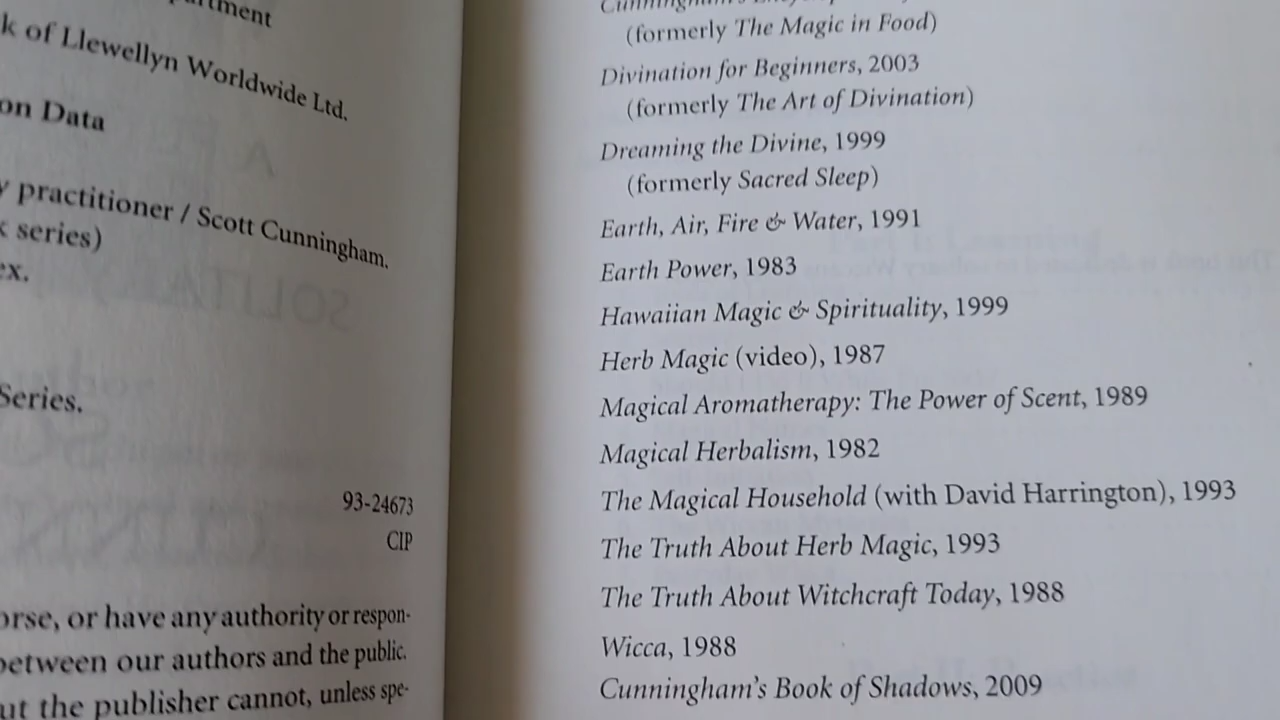 k of Llewellyn Worldwide Ltd.
on Data
practitioner / Scott Cunningham.
series)
ex.
Series.
93-24673
CIP
orse, or have any authority or respon-
between our authors and the public.
ut the publisher cannot, unless spe-
(formerly The Magic in Food)
Divination for Beginners, 2003
(formerly The Art of Divination)
Dreaming the Divine, 1999
(formerly Sacred Sleep)
Earth, Air, Fire & Water, 1991
Earth Power, 1983
Hawaiian Magic & Spirituality, 1999
Herb Magic (video), 1987
Magical Aromatherapy: The Power of Scent, 1989
Magical Herbalism, 1982
The Magical Household (with David Harrington), 1993
The Truth About Herb Magic, 1993
The Truth About Witchcraft Today, 1988
Wicca, 1988
Cunningham's Book of Shadows, 2009